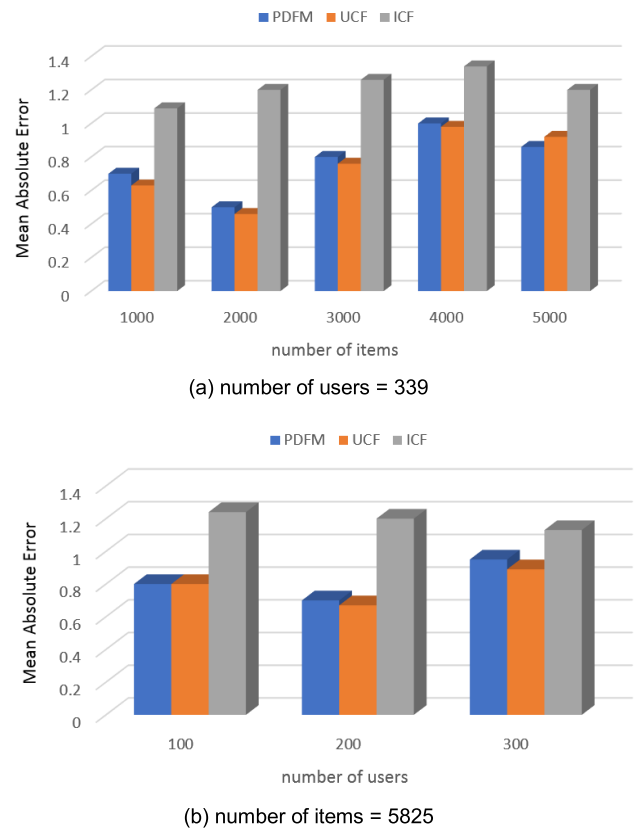 PDFM UCF ICF
1.4
1.2
1
0.8
0.6
0.4
0.2
0
Mean Absolute Error
1000 2000 3000 4000 5000
number of items
(a) number of users = 339
PDFM UCF ICF
1.4
1.2
1
0.8
0.6
0.4
0.2
0
Mean Absolute Error
100 200 300
number of users
(b) number of items = 5825